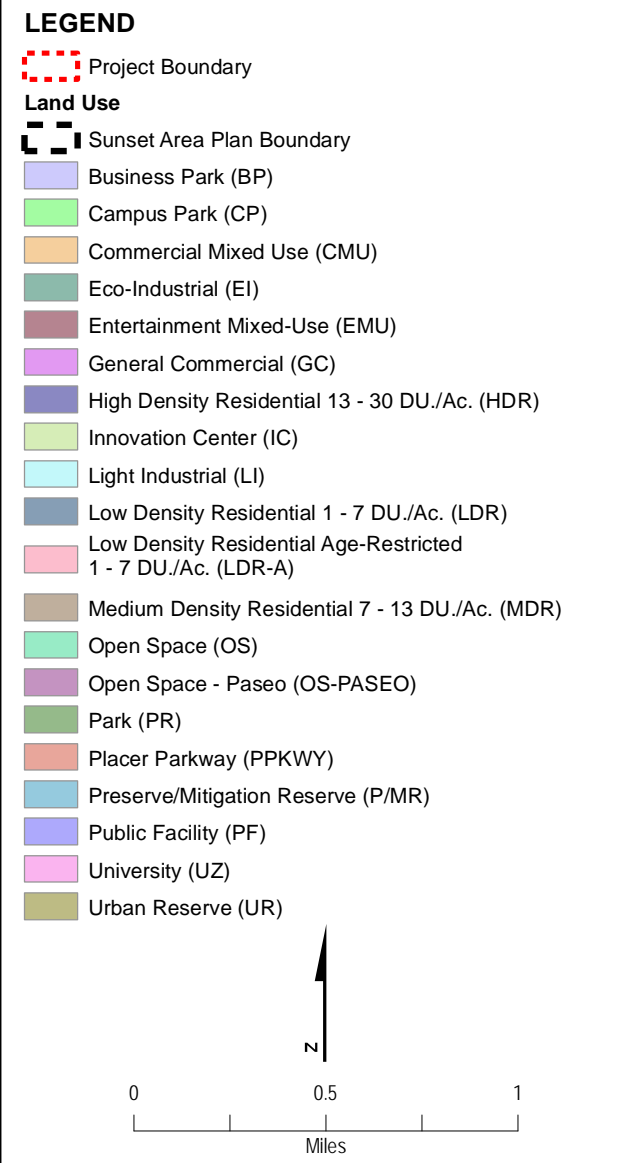 LEGEND
Project Boundary
Land Use
Sunset Area Plan Boundary
Business Park (BP)
Campus Park (CP)
Commercial Mixed Use (CMU)
Eco-Industrial (EI)
Entertainment Mixed-Use (EMU)
General Commercial (GC)
High Density Residential 13 - 30 DU./Ac. (HDR)
Innovation Center (IC)
Light Industrial (LI)
Low Density Residential 1 - 7 DU./Ac. (LDR)
Low Density Residential Age-Restricted
1 - 7 DU./Ac. (LDR-A)
Medium Density Residential 7 - 13 DU./Ac. (MDR)
Open Space (OS)
Open Space - Paseo (OS-PASEO)
Park (PR)
Placer Parkway (PPKWY)
Preserve/Mitigation Reserve (P/MR)
Public Facility (PF)
University (UZ)
Urban Reserve (UR)
N
0 0.5 1
Miles